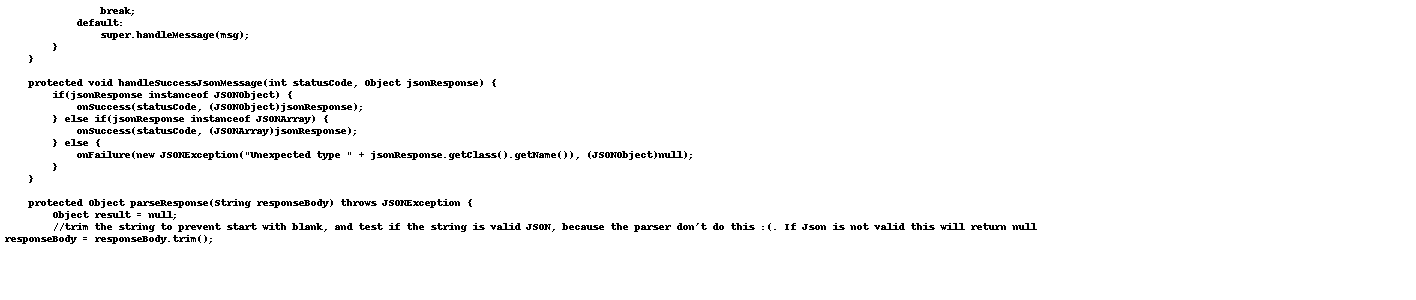 break;
            default:
                super.handleMessage(msg);
        }
    }

    protected void handleSuccessJsonMessage(int statusCode, Object jsonResponse) {
        if(jsonResponse instanceof JSONObject) {
            onSuccess(statusCode, (JSONObject)jsonResponse);
        } else if(jsonResponse instanceof JSONArray) {
            onSuccess(statusCode, (JSONArray)jsonResponse);
        } else {
            onFailure(new JSONException("Unexpected type " + jsonResponse.getClass().getName()), (JSONObject)null);
        }
    }

    protected Object parseResponse(String responseBody) throws JSONException {
        Object result = null;
        //trim the string to prevent start with blank, and test if the string is valid JSON, because the parser don't do this :(. If Json is not valid this will return null
responseBody = responseBody.trim();